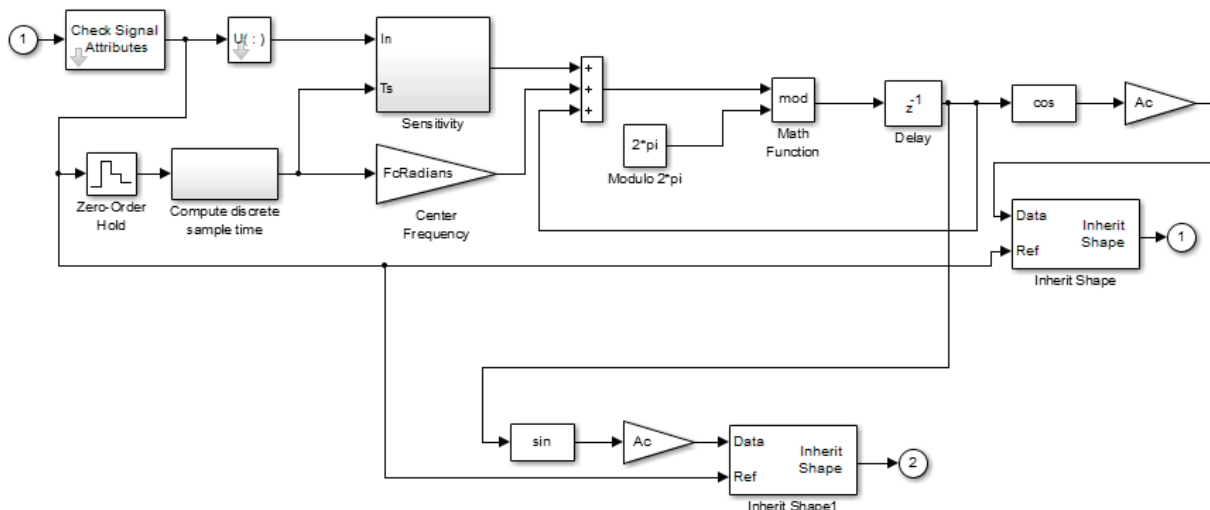 1
Check Signal
Attributes
U( : )
In
Ts
Sensitivity
+
+
+
mod
Math
Function
2*pi
Modulo 2*pi
z-1
Delay
cos
Ac
Zero-Order
Hold
Compute discrete
sample time
FcRadians
Center
Frequency
Data
Ref
Inherit
Shape
Inherit Shape
1
sin
Ac
Data
Ref
Inherit
Shape
Inherit Shape1
2